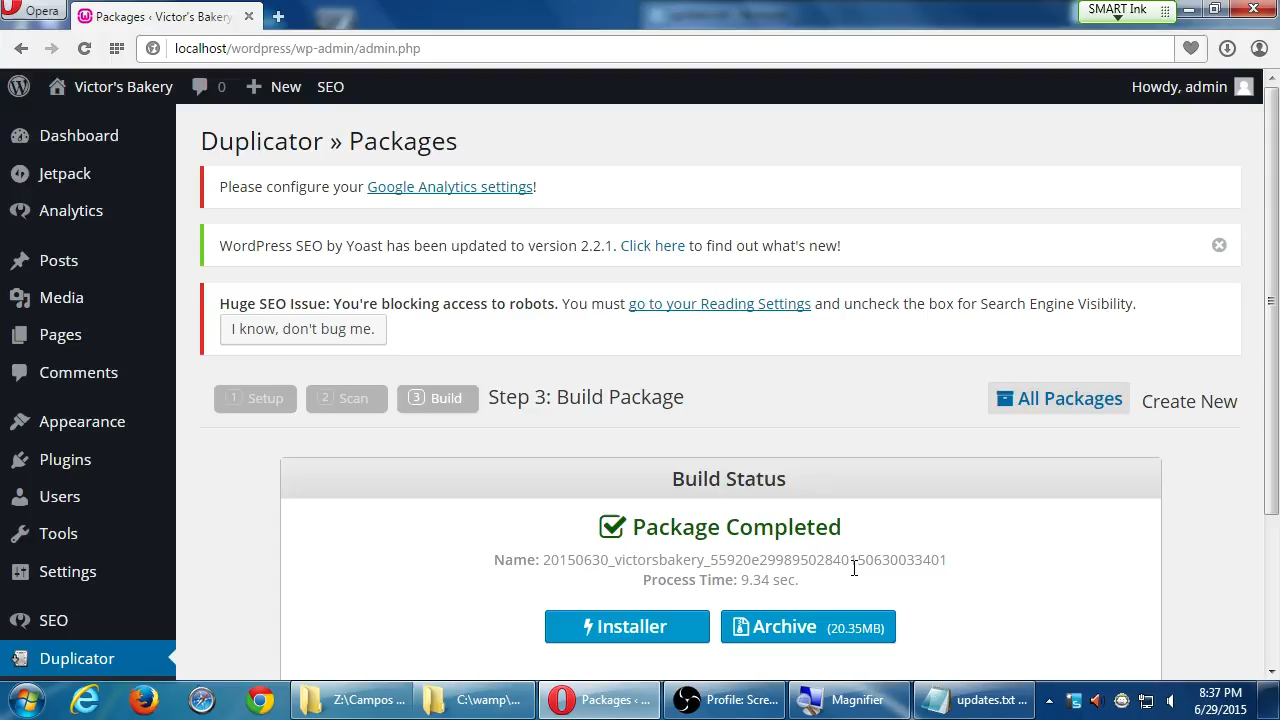 Opera
Packages ‹ Victor's Bakery
SMART Ink
localhost/wordpress/wp-admin/admin.php
Victor's Bakery
0
New
SEO
Howdy, admin
Dashboard
Jetpack
Analytics
Posts
Media
Pages
Comments
Appearance
Plugins
Users
Tools
Settings
SEO
Duplicator
Duplicator » Packages
Please configure your Google Analytics settings!
WordPress SEO by Yoast has been updated to version 2.2.1. Click here to find out what's new!
Huge SEO Issue: You're blocking access to robots. You must go to your Reading Settings and uncheck the box for Search Engine Visibility.
I know, don't bug me.
1 Setup
2 Scan
3 Build
Step 3: Build Package
All Packages
Create New
Build Status
Package Completed
Name: 20150630_victorsbakery_55920e29989502840150630033401
Process Time: 9.34 sec.
Installer
Archive (20.35MB)
Z:\Campos ...
C:\wamp\...
Packages ‹ ...
Profile: Scre...
Magnifier
updates.txt ...
8:37 PM
6/29/2015